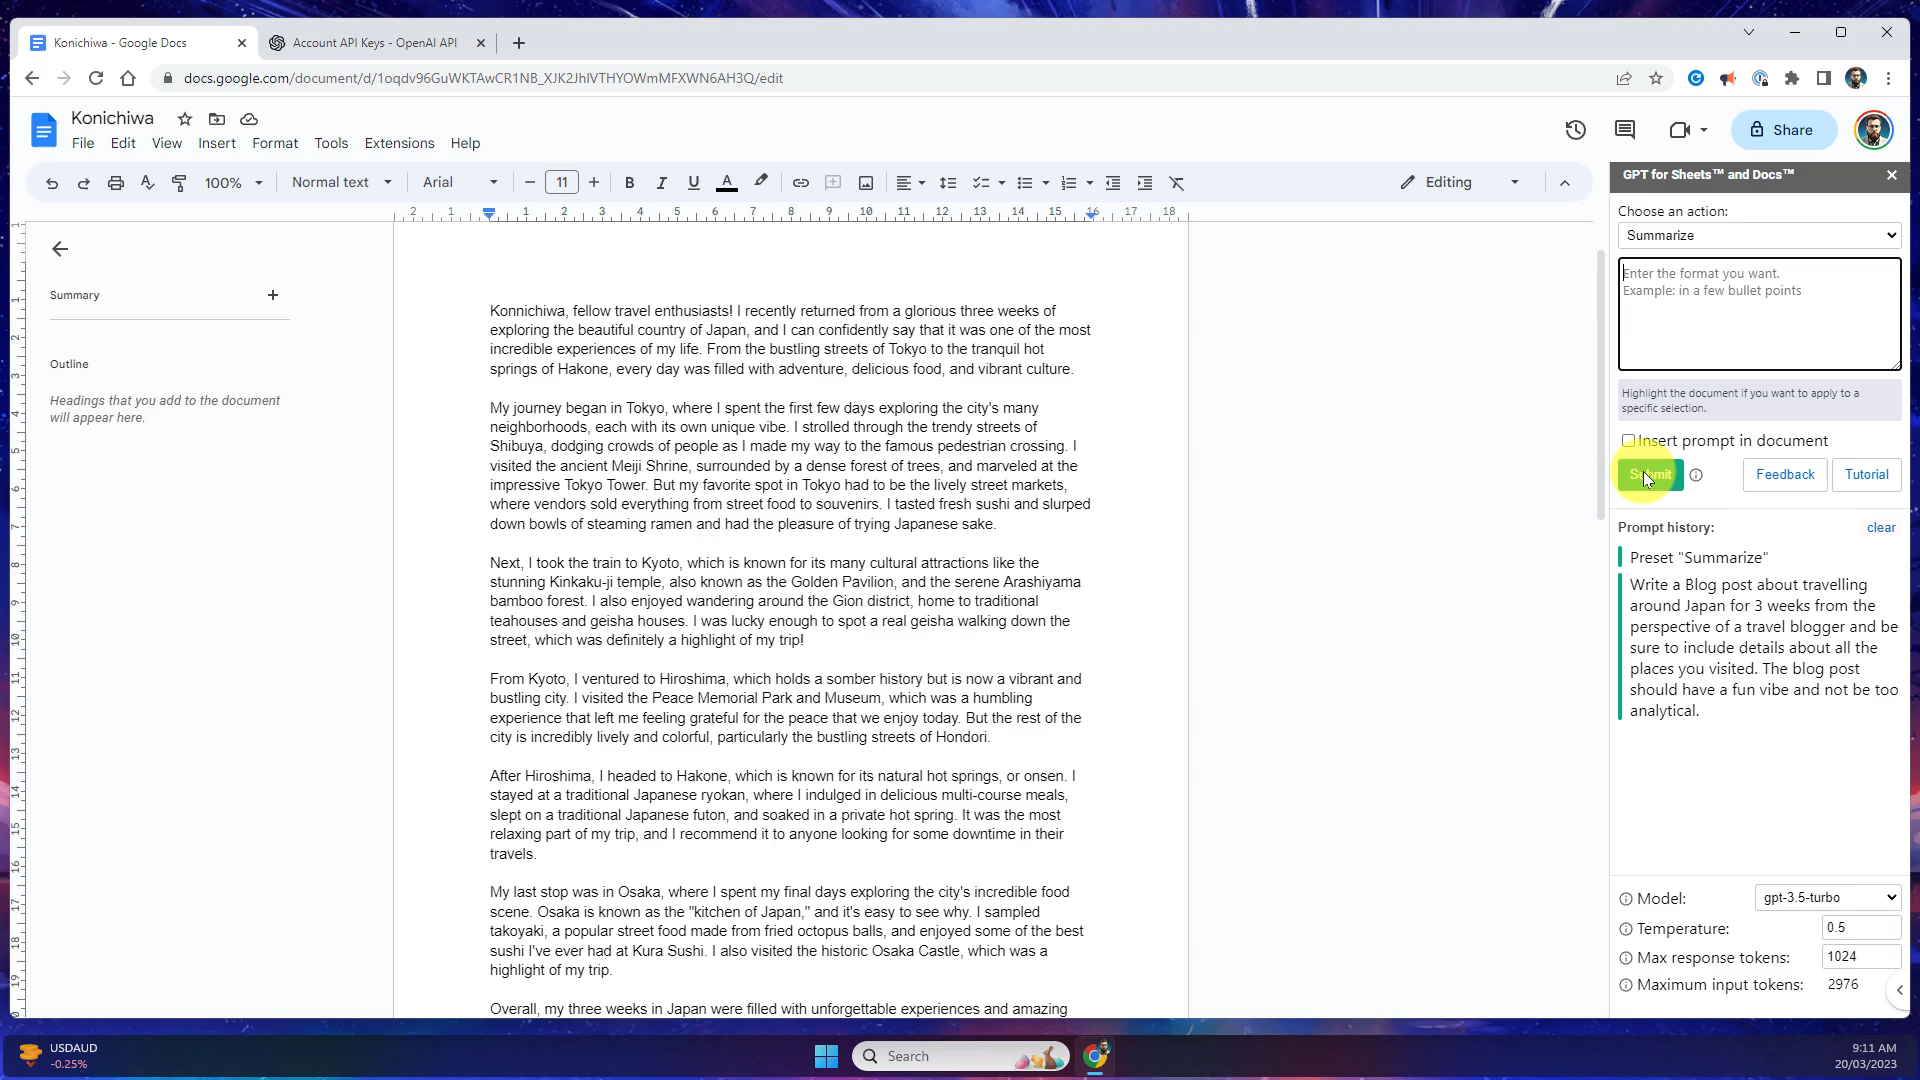 Konichiwa - Google Docs
Account API Keys - OpenAI API
docs.google.com/document/d/1oqdv96GuWKTAwCR1NB_XJK2JhlVTHYOWmMFXWN6AH3Q/edit
Konichiwa
File Edit View Insert Format Tools Extensions Help
Share
100% Normal text Arial 11 Editing
2 1 1 2 3 4 5 6 7 8 9 10 11 12 13 14 15 16 17 18
Summary
Outline
Headings that you add to the document
will appear here.
Konnichiwa, fellow travel enthusiasts! I recently returned from a glorious three weeks of
exploring the beautiful country of Japan, and I can confidently say that it was one of the most
incredible experiences of my life. From the bustling streets of Tokyo to the tranquil hot
springs of Hakone, every day was filled with adventure, delicious food, and vibrant culture.
My journey began in Tokyo, where I spent the first few days exploring the city's many
neighborhoods, each with its own unique vibe. I strolled through the trendy streets of
Shibuya, dodging crowds of people as I made my way to the famous pedestrian crossing. I
visited the ancient Meiji Shrine, surrounded by a dense forest of trees, and marveled at the
impressive Tokyo Tower. But my favorite spot in Tokyo had to be the lively street markets,
where vendors sold everything from street food to souvenirs. I tasted fresh sushi and slurped
down bowls of steaming ramen and had the pleasure of trying Japanese sake.
Next, I took the train to Kyoto, which is known for its many cultural attractions like the
stunning Kinkaku-ji temple, also known as the Golden Pavilion, and the serene Arashiyama
bamboo forest. I also enjoyed wandering around the Gion district, home to traditional
teahouses and geisha houses. I was lucky enough to spot a real geisha walking down the
street, which was definitely a highlight of my trip!
From Kyoto, I ventured to Hiroshima, which holds a somber history but is now a vibrant and
bustling city. I visited the Peace Memorial Park and Museum, which was a humbling
experience that left me feeling grateful for the peace that we enjoy today. But the rest of the
city is incredibly lively and colorful, particularly the bustling streets of Hondori.
After Hiroshima, I headed to Hakone, which is known for its natural hot springs, or onsen. I
stayed at a traditional Japanese ryokan, where I indulged in delicious multi-course meals,
slept on a traditional Japanese futon, and soaked in a private hot spring. It was the most
relaxing part of my trip, and I recommend it to anyone looking for some downtime in their
travels.
My last stop was in Osaka, where I spent my final days exploring the city's incredible food
scene. Osaka is known as the "kitchen of Japan," and it's easy to see why. I sampled
takoyaki, a popular street food made from fried octopus balls, and enjoyed some of the best
sushi I've ever had at Kura Sushi. I also visited the historic Osaka Castle, which was a
highlight of my trip.
Overall, my three weeks in Japan were filled with unforgettable experiences and amazing
GPT for Sheets™ and Docs™
Choose an action:
Summarize
Enter the format you want.
Example: in a few bullet points
Highlight the document if you want to apply to a
specific selection.
Insert prompt in document
Submit Feedback Tutorial
Prompt history: clear
Preset "Summarize"
Write a Blog post about travelling
around Japan for 3 weeks from the
perspective of a travel blogger and be
sure to include details about all the
places you visited. The blog post
should have a fun vibe and not be too
analytical.
Model: gpt-3.5-turbo
Temperature: 0.5
Max response tokens: 1024
Maximum input tokens: 2976
USDAUD
-0.25%
Search
9:11 AM
20/03/2023